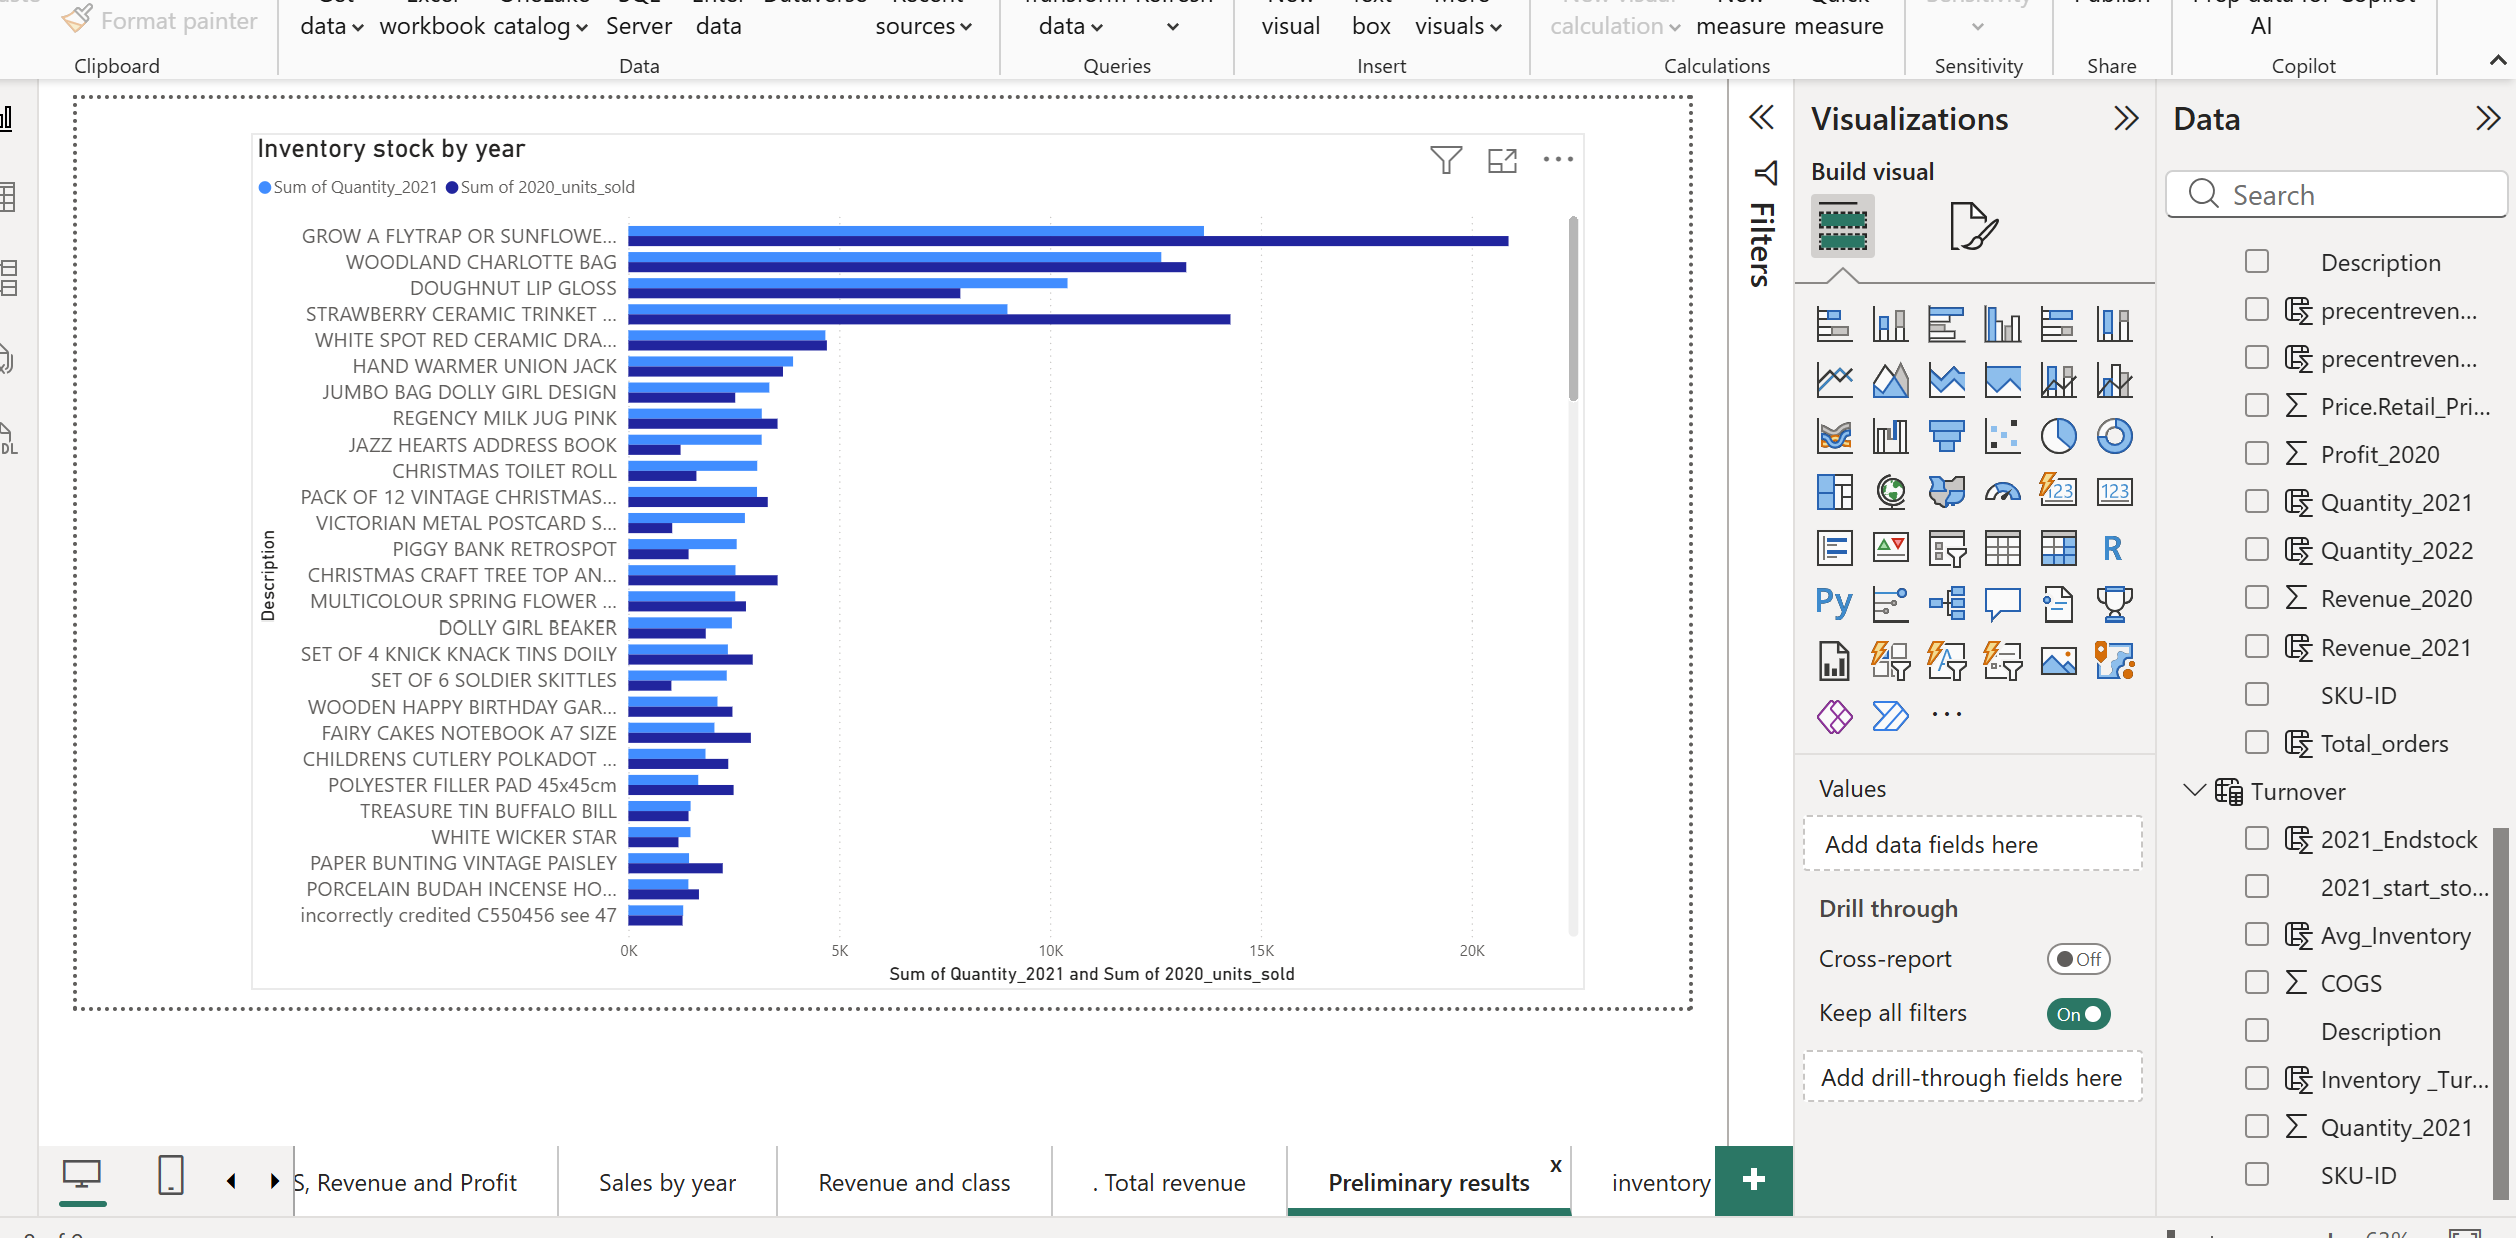 Format painter
data
workbook
catalog
Server
data
sources
data
visual
box
visuals
calculation
measure
measure
AI
Clipboard
Data
Queries
Insert
Calculations
Sensitivity
Share
Copilot
Inventory stock by year
Sum of Quantity_2021 Sum of 2020_units_sold
Description
GROW A FLYTRAP OR SUNFLOWE...
WOODLAND CHARLOTTE BAG
DOUGHNUT LIP GLOSS
STRAWBERRY CERAMIC TRINKET ...
WHITE SPOT RED CERAMIC DRA...
HAND WARMER UNION JACK
JUMBO BAG DOLLY GIRL DESIGN
REGENCY MILK JUG PINK
JAZZ HEARTS ADDRESS BOOK
CHRISTMAS TOILET ROLL
PACK OF 12 VINTAGE CHRISTMAS...
VICTORIAN METAL POSTCARD S...
PIGGY BANK RETROSPOT
CHRISTMAS CRAFT TREE TOP AN...
MULTICOLOUR SPRING FLOWER ...
DOLLY GIRL BEAKER
SET OF 4 KNICK KNACK TINS DOILY
SET OF 6 SOLDIER SKITTLES
WOODEN HAPPY BIRTHDAY GAR...
FAIRY CAKES NOTEBOOK A7 SIZE
CHILDRENS CUTLERY POLKADOT ...
POLYESTER FILLER PAD 45x45cm
TREASURE TIN BUFFALO BILL
WHITE WICKER STAR
PAPER BUNTING VINTAGE PAISLEY
PORCELAIN BUDAH INCENSE HO...
incorrectly credited C550456 see 47
0K 5K 10K 15K 20K
Sum of Quantity_2021 and Sum of 2020_units_sold
Filters
Visualizations
Build visual
123
123
R
Py
...
Values
Add data fields here
Drill through
Cross-report Off
Keep all filters On
Add drill-through fields here
Data
Search
Description
precentreven...
precentreven...
Price.Retail_Pri...
Profit_2020
Quantity_2021
Quantity_2022
Revenue_2020
Revenue_2021
SKU-ID
Total_orders
Turnover
2021_Endstock
2021_start_sto...
Avg_Inventory
COGS
Description
Inventory _Tur...
Quantity_2021
SKU-ID
S, Revenue and Profit
Sales by year
Revenue and class
. Total revenue
Preliminary results x
inventory
+